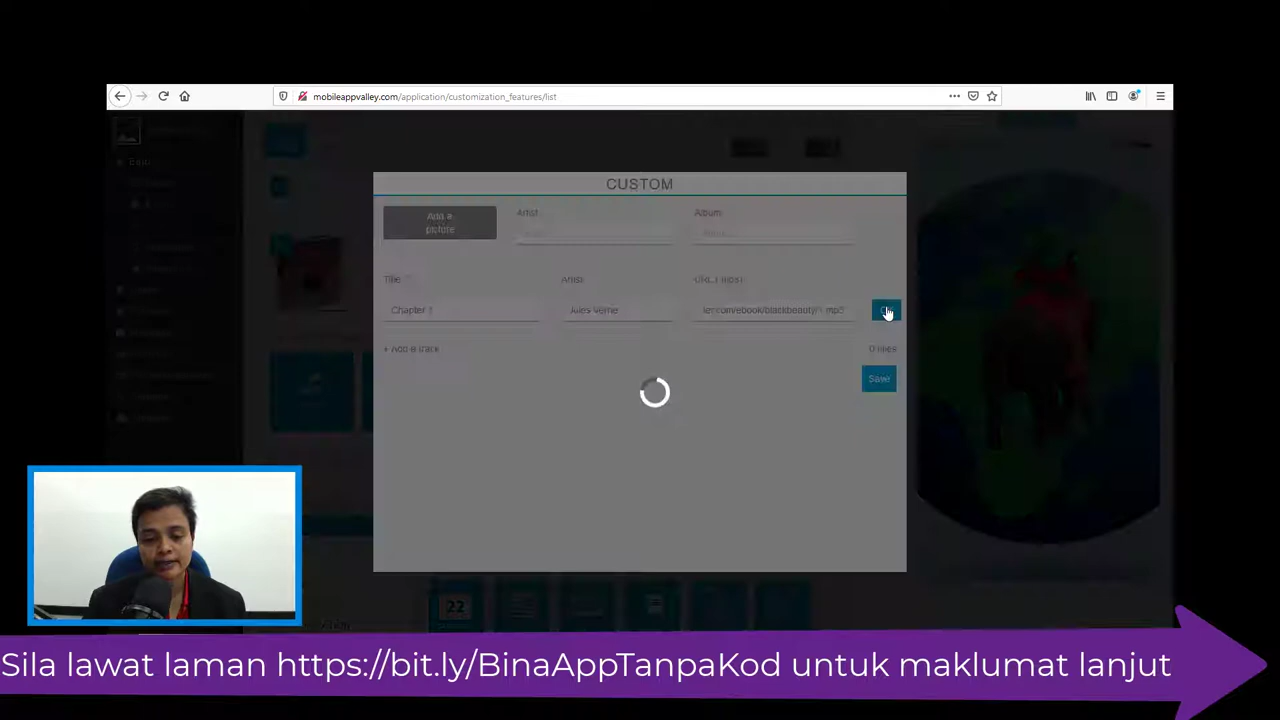 mobileappvalley.com/application/customization_features/list
CUSTOM
Add a
picture
Artist
Album
Title
Artist
Chapter 1
Jules Verne
+ Add a track
0 files
Save
22
Sila lawat laman https://bit.ly/BinaAppTanpaKod untuk maklumat lanjut